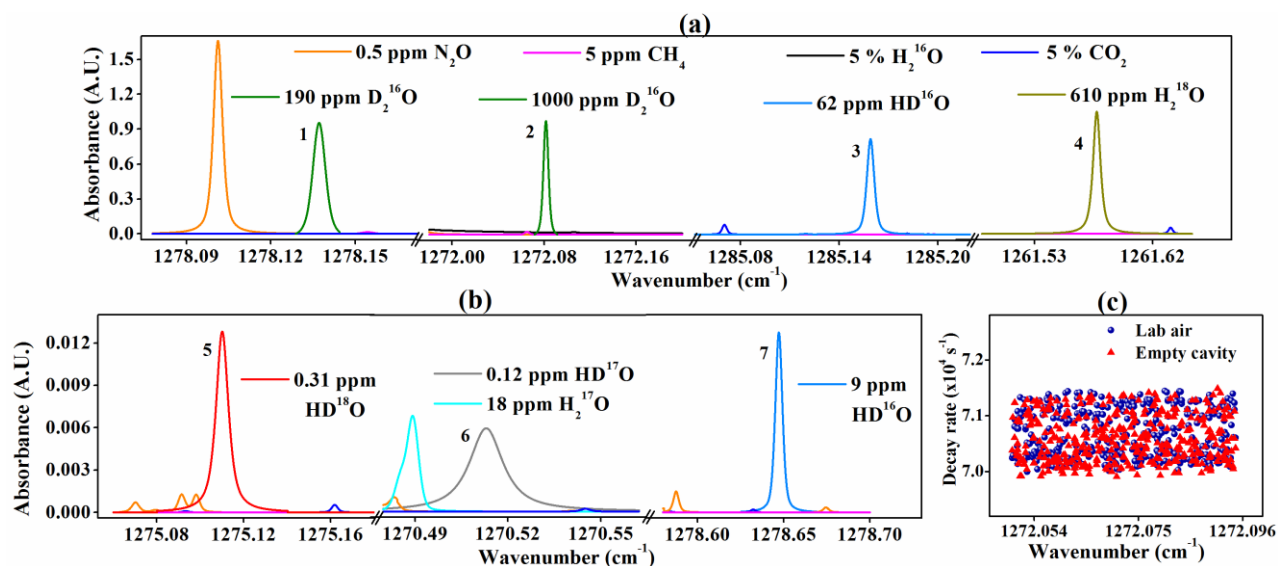 (a)
0.5 ppm N₂O
5 ppm CH₄
5 % H₂¹⁶O
5 % CO₂
190 ppm D₂¹⁶O
1000 ppm D₂¹⁶O
62 ppm HD¹⁶O
610 ppm H₂¹⁸O
1
2
3
4
Absorbance (A.U.)
1.5
1.2
0.9
0.6
0.3
0.0
1278.09 1278.12 1278.15 1272.00 1272.08 1272.16 1285.08 1285.14 1285.20 1261.53 1261.62
Wavenumber (cm⁻¹)
(b)
5
0.31 ppm
HD¹⁸O
0.12 ppm HD¹⁷O
18 ppm H₂¹⁷O
6
7
9 ppm
HD¹⁶O
Absorbance (A.U.)
0.012
0.009
0.006
0.003
0.000
1275.08 1275.12 1275.16 1270.49 1270.52 1270.55 1278.60 1278.65 1278.70
Wavenumber (cm⁻¹)
(c)
Lab air
Empty cavity
Decay rate (x10⁴ s⁻¹)
7.2
7.1
7.0
1272.054 1272.075 1272.096
Wavenumber (cm⁻¹)